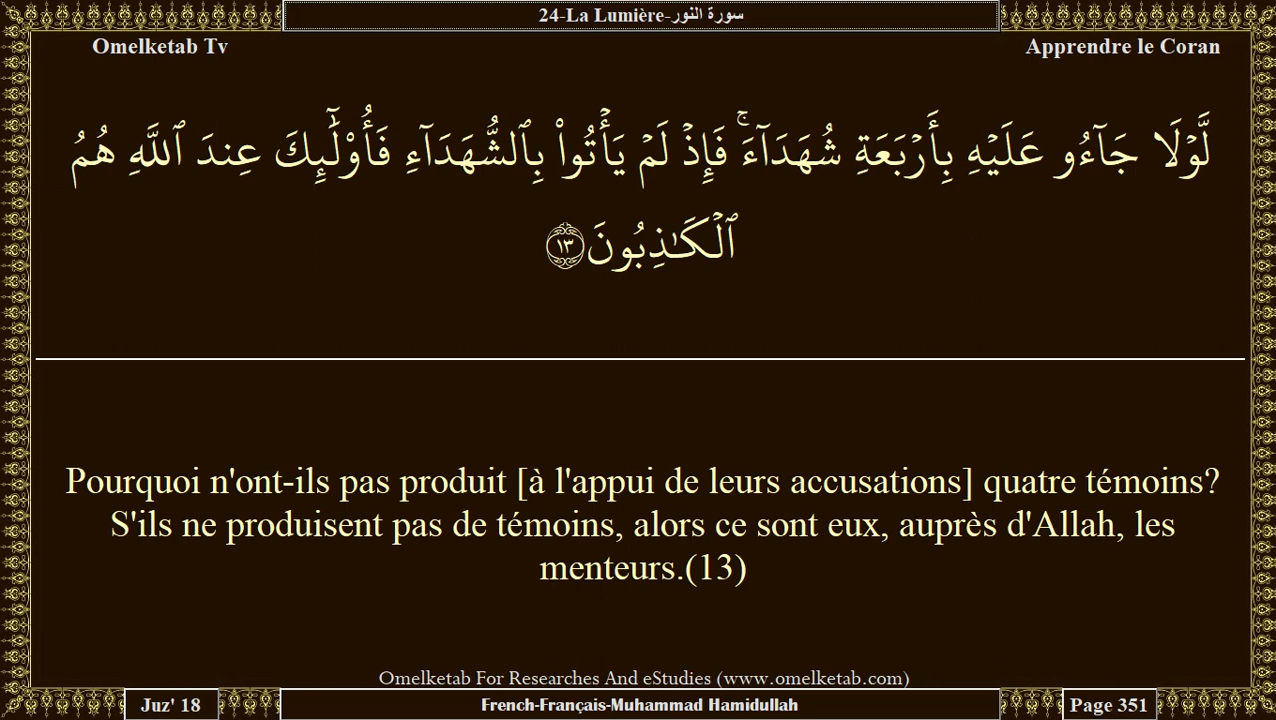 24-La Lumière-سورة النور
Omelketab Tv
Apprendre le Coran
لَّوْلَا جَآءُو عَلَيْهِ بِأَرْبَعَةِ شُهَدَآءَ ۚ فَإِذْ لَمْ يَأْتُوا۟ بِٱلشُّهَدَآءِ فَأُو۟لَٰٓئِكَ عِندَ ٱللَّهِ هُمُ
ٱلْكَٰذِبُونَ ١٣
Pourquoi n'ont-ils pas produit [à l'appui de leurs accusations] quatre témoins?
S'ils ne produisent pas de témoins, alors ce sont eux, auprès d'Allah, les
menteurs.(13)
Omelketab For Researches And eStudies (www.omelketab.com)
Juz' 18
French-Français-Muhammad Hamidullah
Page 351